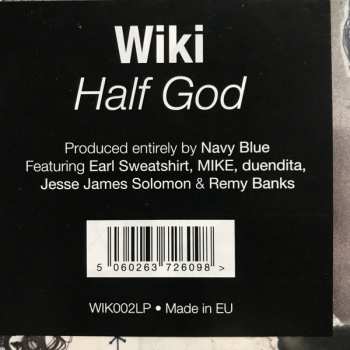 Wiki
Half God
Produced entirely by Navy Blue
Featuring Earl Sweatshirt, MIKE, duendita,
Jesse James Solomon & Remy Banks
5 060263 726098 >
WIK002LP • Made in EU